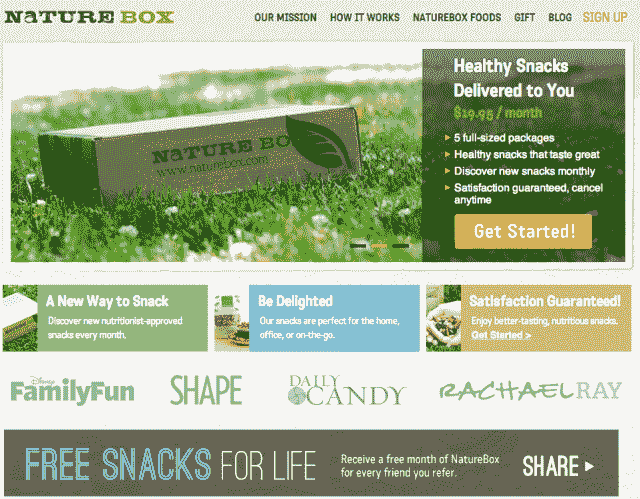 NATURE BOX
OUR MISSION HOW IT WORKS NATUREBOX FOODS GIFT BLOG SIGN UP
NATURE BO
www.naturebox.com
Healthy Snacks
Delivered to You
$19.95 / month
5 full-sized packages
Healthy snacks that taste great
Discover new snacks monthly
Satisfaction guaranteed, cancel
anytime
Get Started!
A New Way to Snack
Discover new nutritionist-approved
snacks every month.
Be Delighted
Our snacks are perfect for the home,
office, or on-the-go.
Satisfaction Guaranteed!
Enjoy better-tasting, nutritious snacks.
Get Started >
Disney
FamilyFun
SHAPE
DAILY
CANDY
RACHAEL RAY
FREE SNACKS FOR LIFE
Receive a free month of NatureBox
for every friend you refer.
SHARE